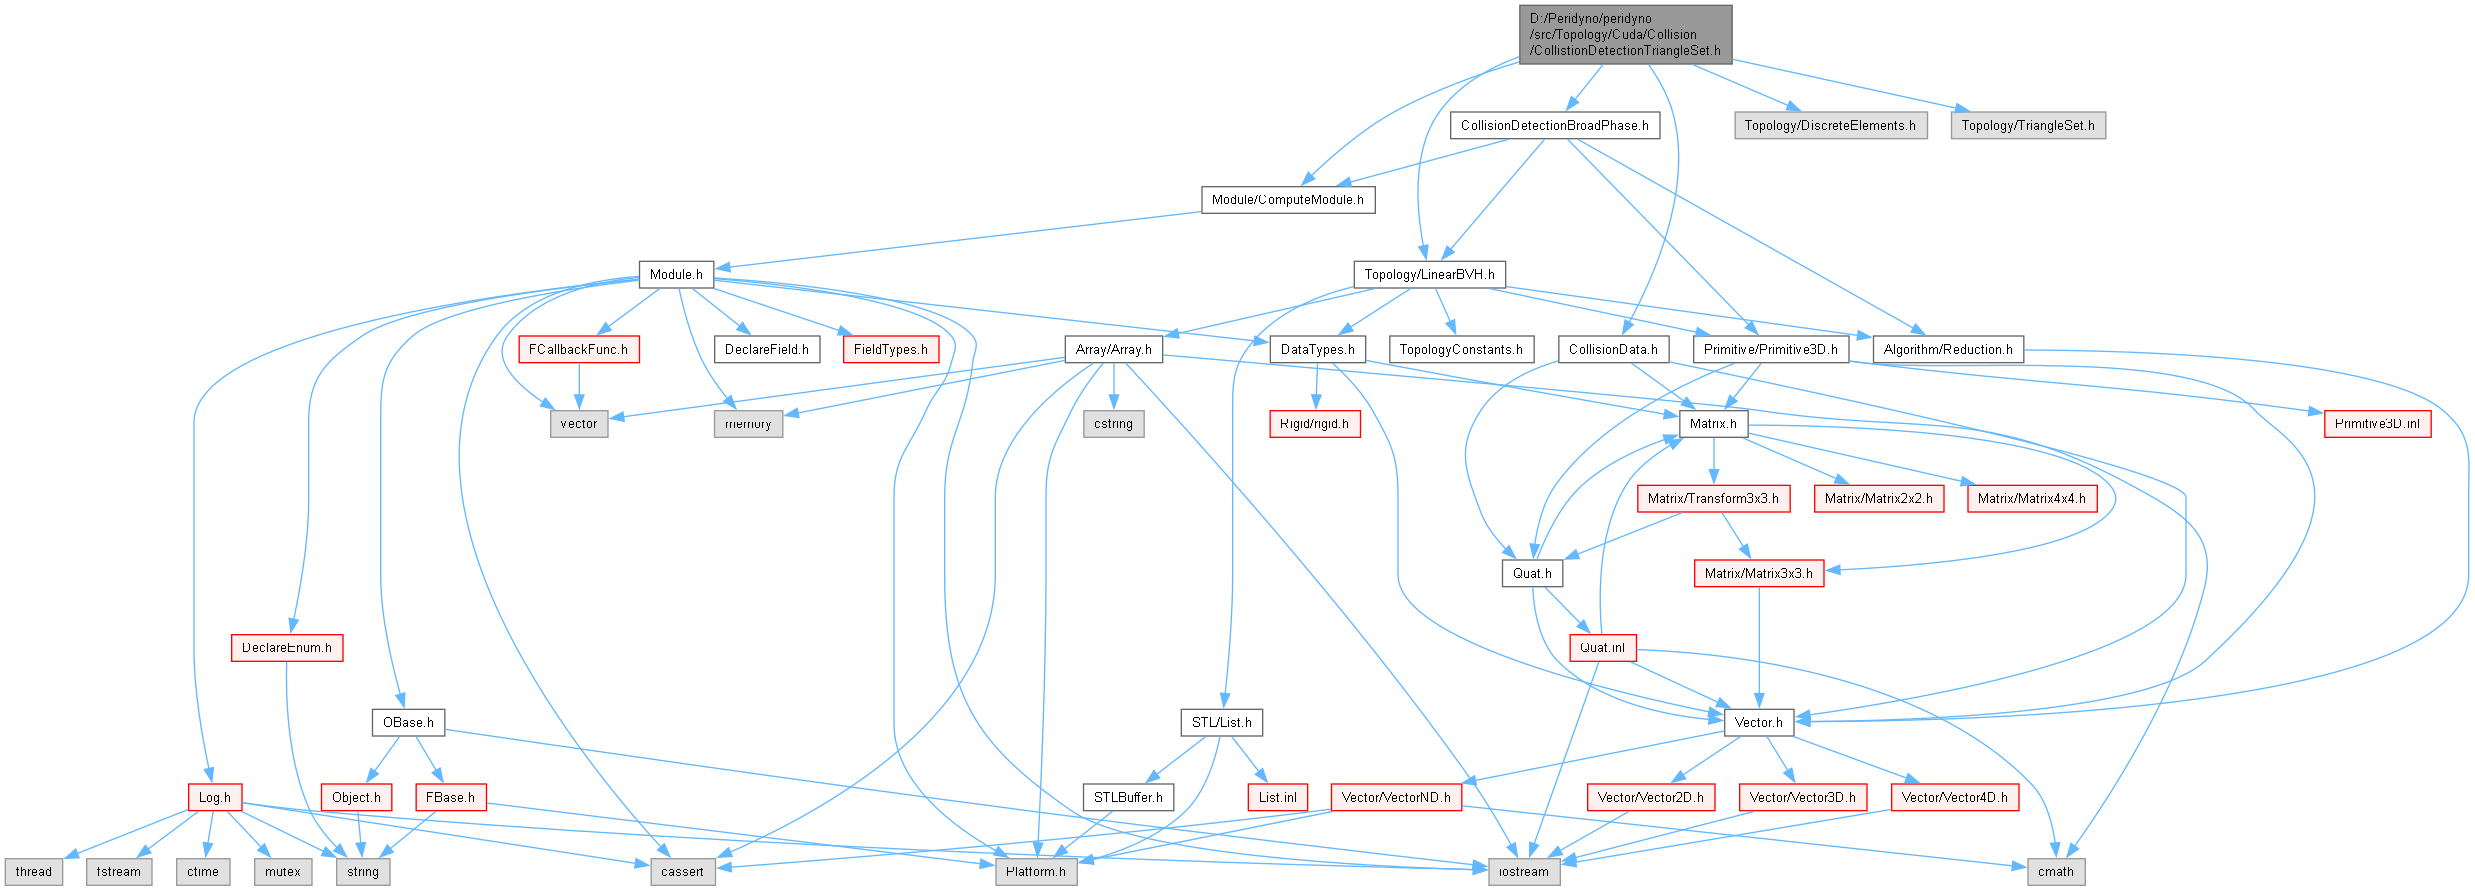 D:/Peridyno/peridyno
/src/Topology/Cuda/Collision
/CollistionDetectionTriangleSet.h
CollisionDetectionBroadPhase.h
Topology/DiscreteElements.h
Topology/TriangleSet.h
Module/ComputeModule.h
Module.h
Topology/LinearBVH.h
FCallbackFunc.h
DeclareField.h
FieldTypes.h
Array/Array.h
DataTypes.h
TopologyConstants.h
CollisionData.h
Primitive/Primitive3D.h
Algorithm/Reduction.h
vector
memory
cstring
Rigid/rigid.h
Matrix.h
Primitive3D.inl
Matrix/Transform3x3.h
Matrix/Matrix2x2.h
Matrix/Matrix4x4.h
Quat.h
Matrix/Matrix3x3.h
DeclareEnum.h
Quat.inl
OBase.h
STL/List.h
Vector.h
Log.h
Object.h
FBase.h
STLBuffer.h
List.inl
Vector/VectorND.h
Vector/Vector2D.h
Vector/Vector3D.h
Vector/Vector4D.h
thread
fstream
ctime
mutex
string
cassert
Platform.h
iostream
cmath